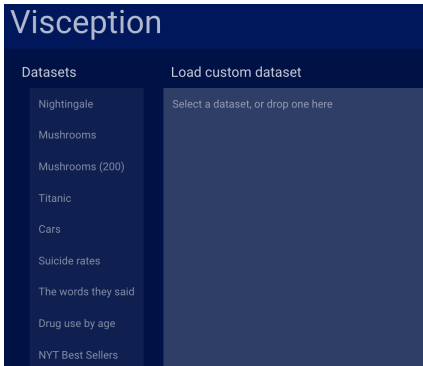 Visception
Datasets
Load custom dataset
Nightingale
Select a dataset, or drop one here
Mushrooms
Mushrooms (200)
Titanic
Cars
Suicide rates
The words they said
Drug use by age
NYT Best Sellers